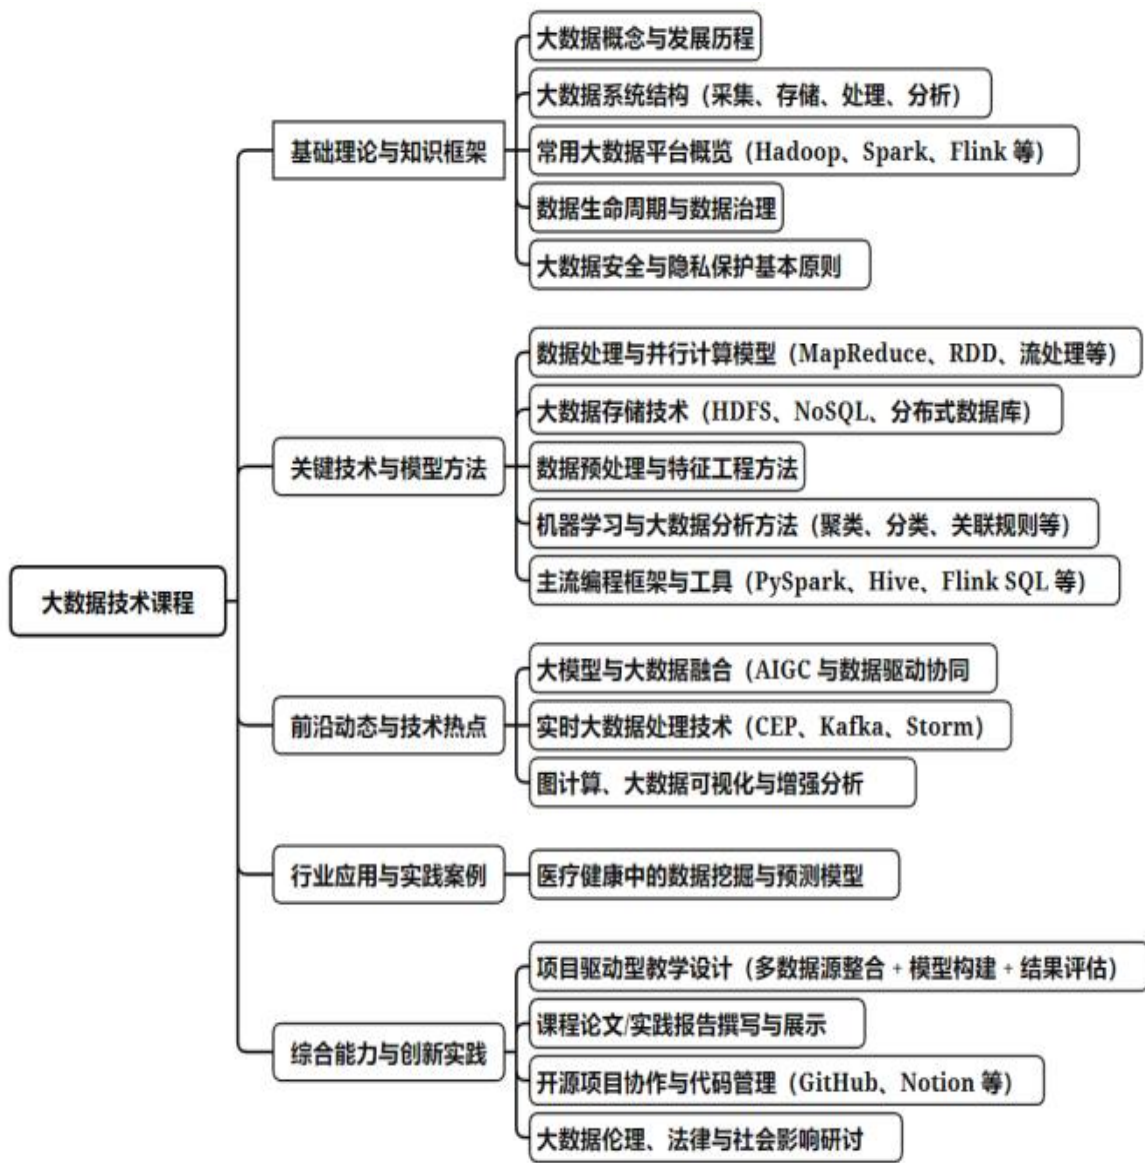 大数据技术课程
基础理论与知识框架
大数据概念与发展历程
大数据系统结构（采集、存储、处理、分析）
常用大数据平台概览（Hadoop、Spark、Flink 等）
数据生命周期与数据治理
大数据安全与隐私保护基本原则
关键技术与模型方法
数据处理与并行计算模型（MapReduce、RDD、流处理等）
大数据存储技术（HDFS、NoSQL、分布式数据库）
数据预处理与特征工程方法
机器学习与大数据分析方法（聚类、分类、关联规则等）
主流编程框架与工具（PySpark、Hive、Flink SQL 等）
前沿动态与技术热点
大模型与大数据融合（AIGC 与数据驱动协同
实时大数据处理技术（CEP、Kafka、Storm）
图计算、大数据可视化与增强分析
行业应用与实践案例
医疗健康中的数据挖掘与预测模型
综合能力与创新实践
项目驱动型教学设计（多数据源整合 + 模型构建 + 结果评估）
课程论文/实践报告撰写与展示
开源项目协作与代码管理（GitHub、Notion 等）
大数据伦理、法律与社会影响研讨